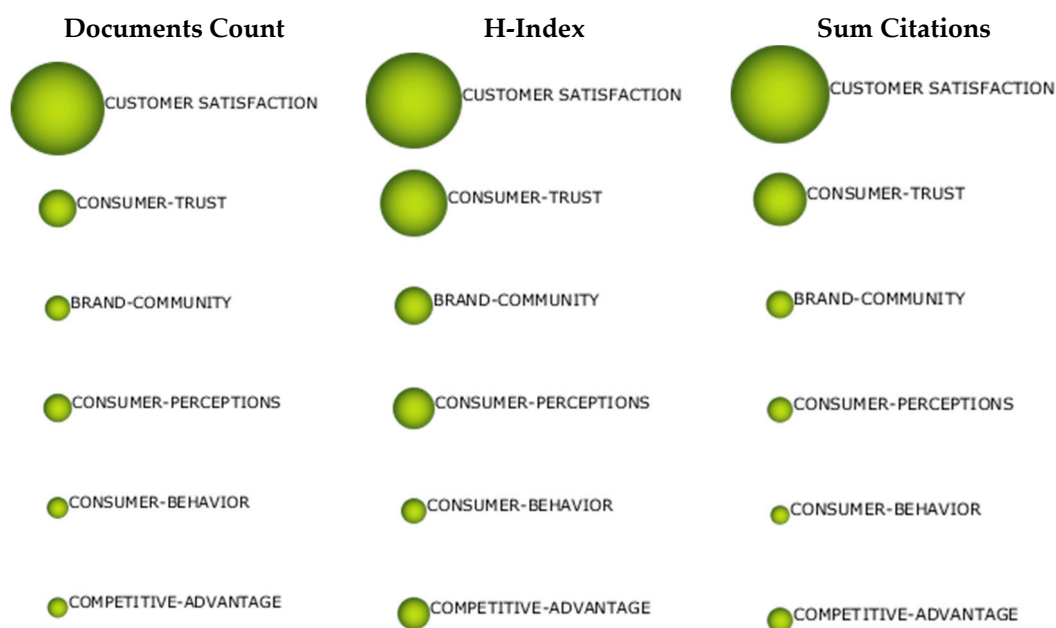 Documents Count
H-Index
Sum Citations
CUSTOMER SATISFACTION
CUSTOMER SATISFACTION
CUSTOMER SATISFACTION
CONSUMER-TRUST
CONSUMER-TRUST
CONSUMER-TRUST
BRAND-COMMUNITY
BRAND-COMMUNITY
BRAND-COMMUNITY
CONSUMER-PERCEPTIONS
CONSUMER-PERCEPTIONS
CONSUMER-PERCEPTIONS
CONSUMER-BEHAVIOR
CONSUMER-BEHAVIOR
CONSUMER-BEHAVIOR
COMPETITIVE-ADVANTAGE
COMPETITIVE-ADVANTAGE
COMPETITIVE-ADVANTAGE